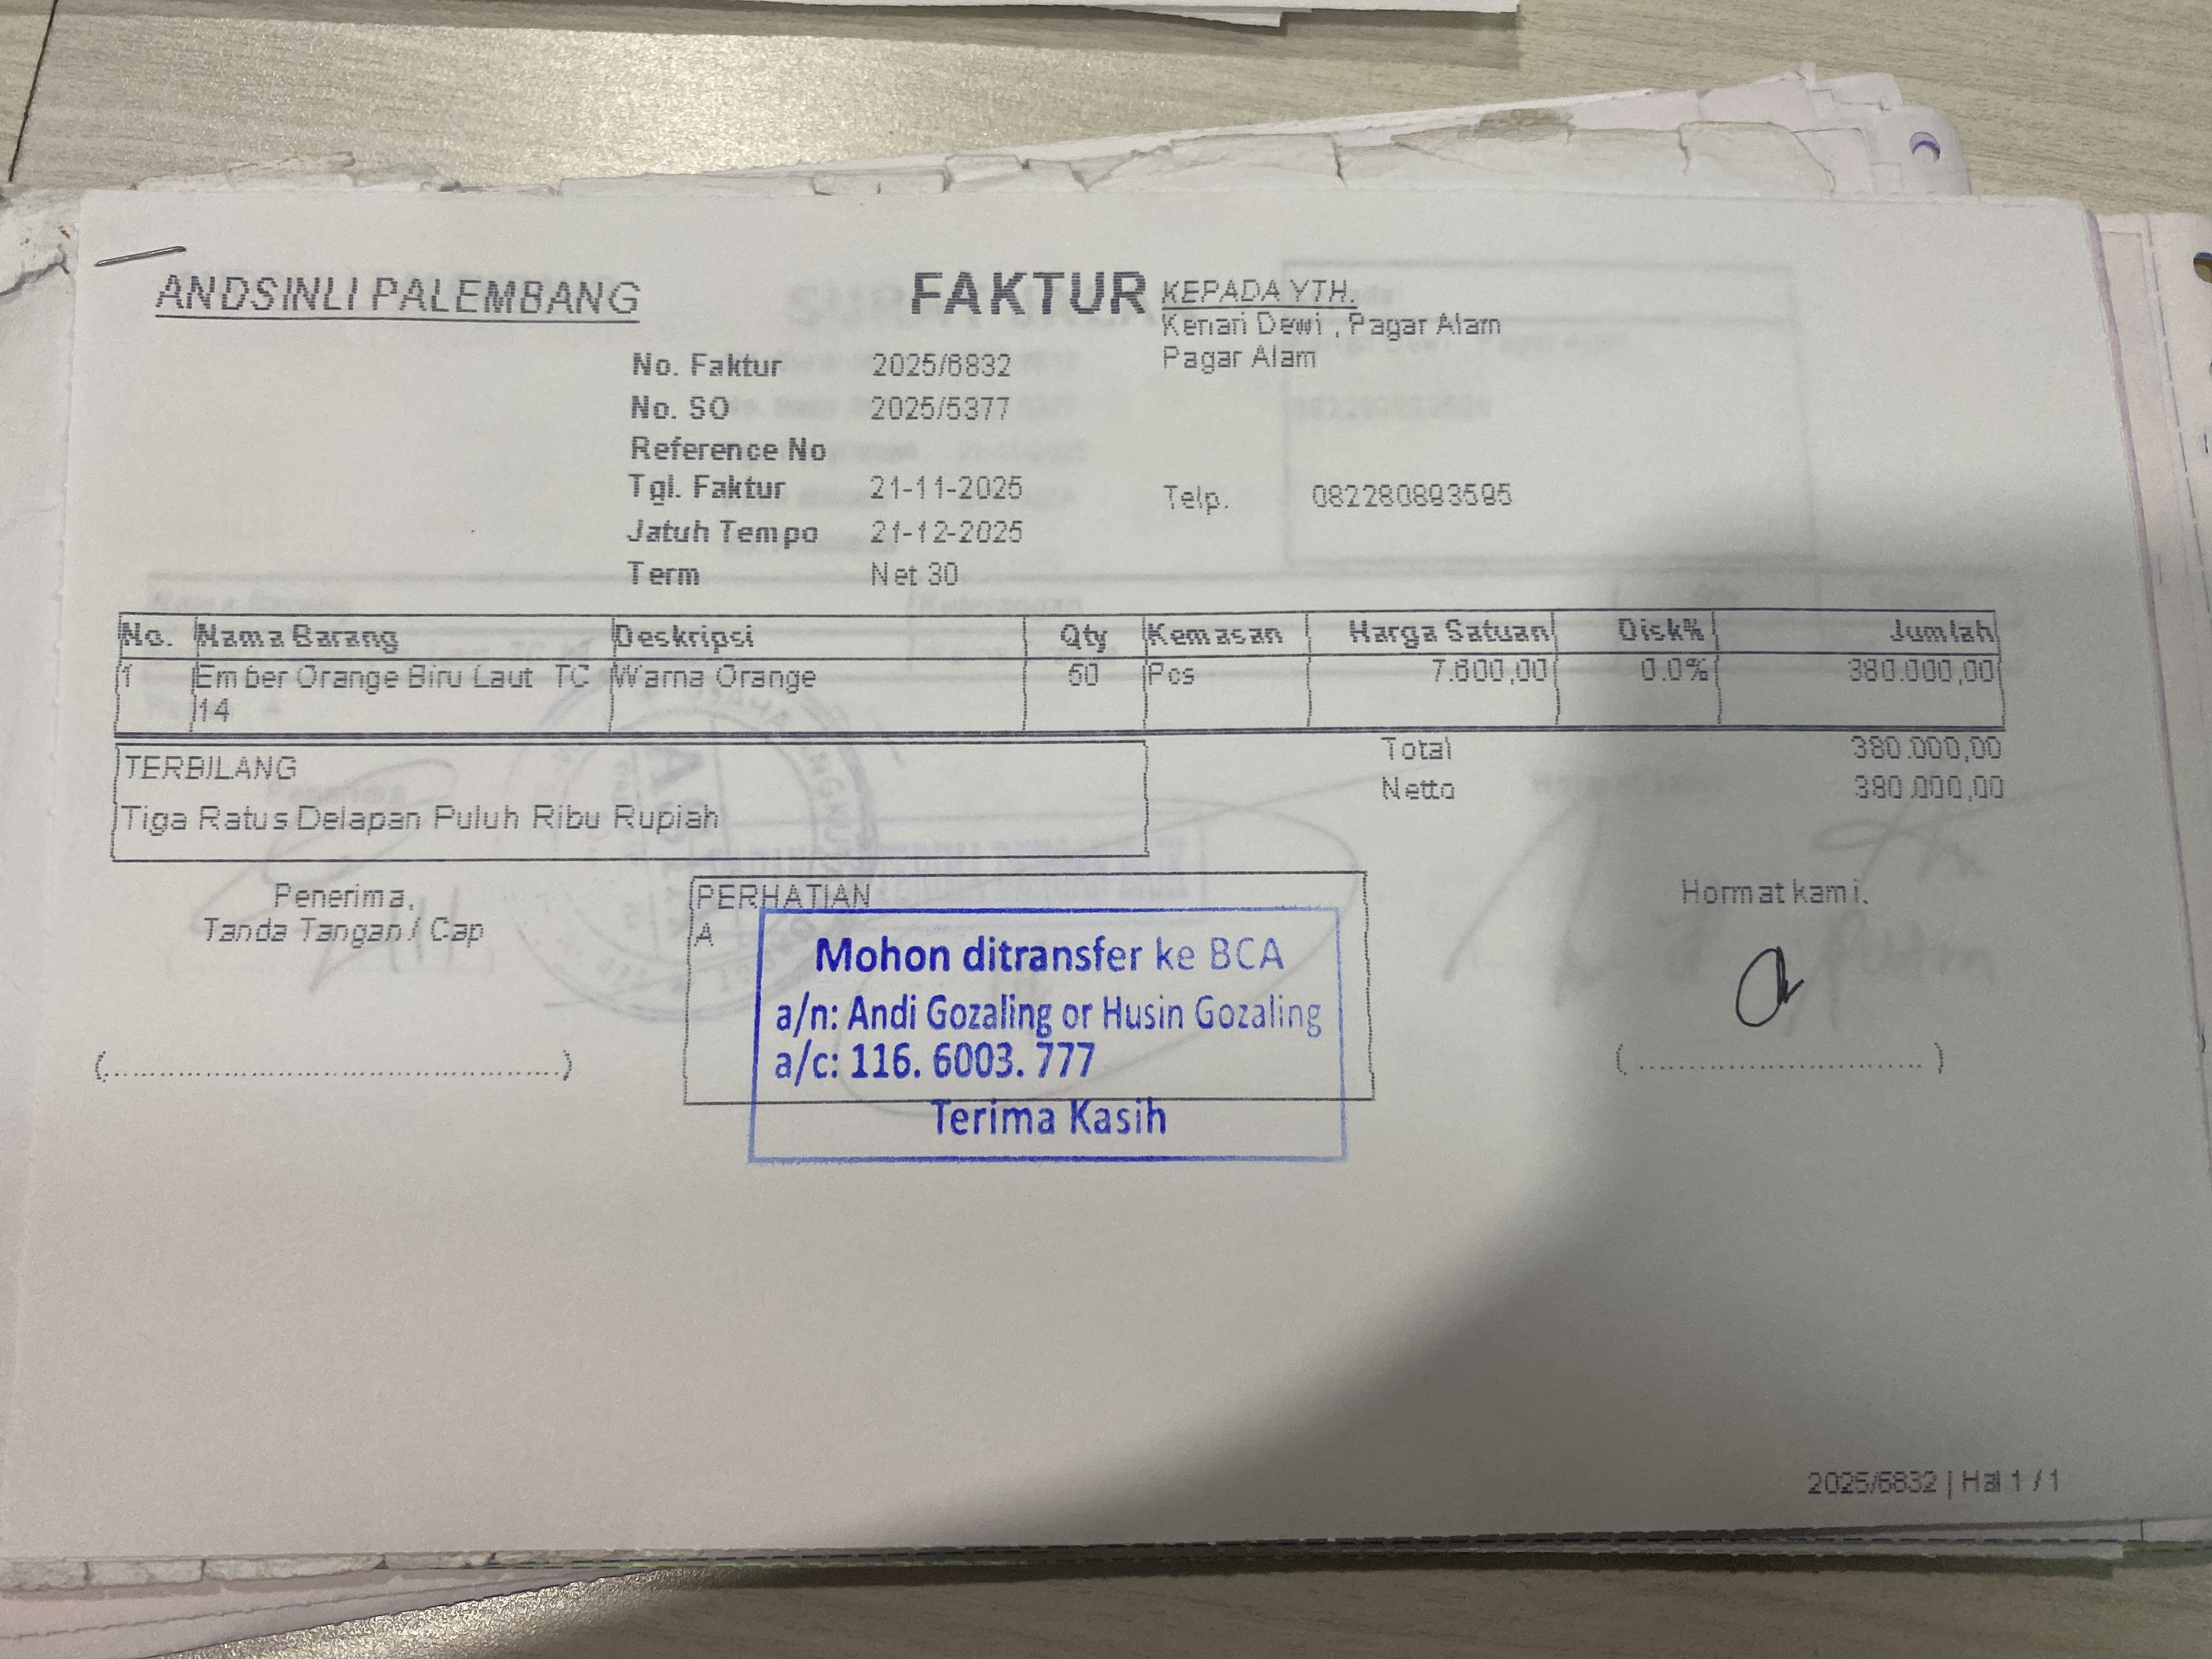 ANDSINLI PALEMBANG
FAKTUR
KEPADA YTH.
Kenari Dewi , Pagar Alam
Pagar Alam
No. Faktur 2025/6832
No. SO 2025/5377
Reference No
Tgl. Faktur 21-11-2025
Telp. 082280893595
Jatuh Tempo 21-12-2025
Term Net 30
No. Nama Barang Deskripsi Qty Kemasan Harga Satuan Disk% Jumlah
1 Ember Orange Biru Laut TC Warna Orange 50 Pcs 7.600,00 0.0% 380.000,00
14
Total 380.000,00
Netto 380.000,00
TERBILANG
Tiga Ratus Delapan Puluh Ribu Rupiah
Penerima,
Tanda Tangan / Cap
PERHATIAN
A
Mohon ditransfer ke BCA
a/n: Andi Gozaling or Husin Gozaling
a/c: 116. 6003. 777
Terima Kasih
Hormat kami.
(................................................)
(..............................)
2025/6832 | Hal 1 / 1